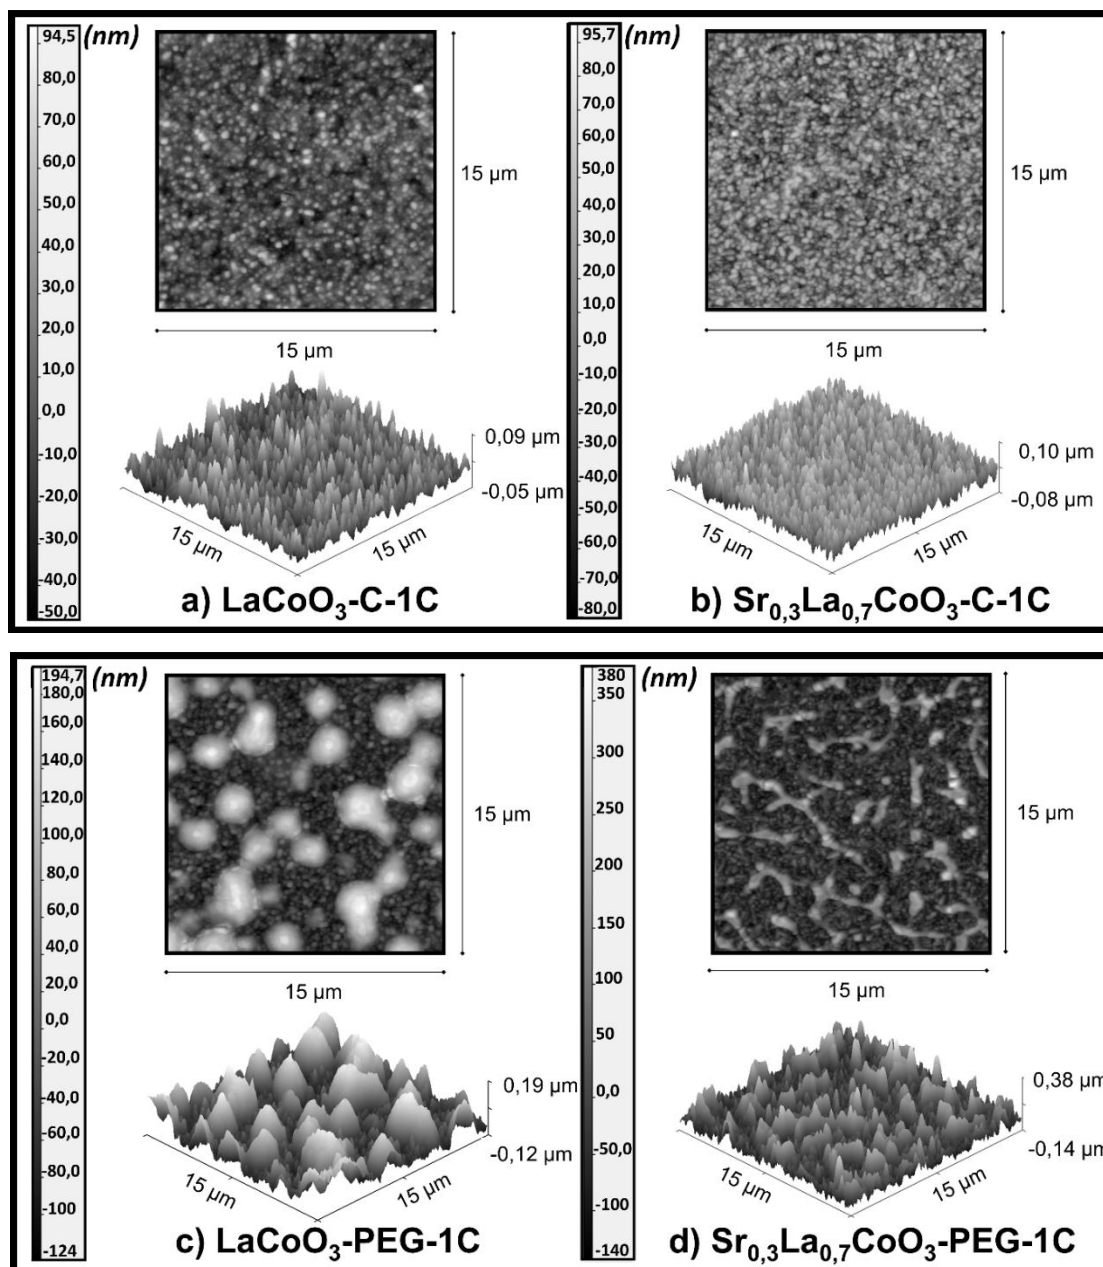 94,5
(nm)
80,0
70,0
60,0
50,0
40,0
30,0
20,0
10,0
0,0
-10,0
-20,0
-30,0
-40,0
-50,0
15 µm
15 µm
0,09 µm
-0,05 µm
15 µm
15 µm
a) LaCoO₃-C-1C
95,7
(nm)
80,0
70,0
60,0
50,0
40,0
30,0
20,0
10,0
0,0
-10,0
-20,0
-30,0
-40,0
-50,0
-60,0
-70,0
-80,0
15 µm
15 µm
0,10 µm
-0,08 µm
15 µm
15 µm
b) Sr₀,₃La₀,₇CoO₃-C-1C
194,7
(nm)
180,0
160,0
140,0
120,0
100,0
80,0
60,0
40,0
20,0
0,0
-20,0
-40,0
-60,0
-80,0
-100
-124
15 µm
15 µm
0,19 µm
-0,12 µm
15 µm
15 µm
c) LaCoO₃-PEG-1C
380
(nm)
350
300
250
200
150
100
50
0,0
-50,0
-100
-140
15 µm
15 µm
0,38 µm
-0,14 µm
15 µm
15 µm
d) Sr₀,₃La₀,₇CoO₃-PEG-1C